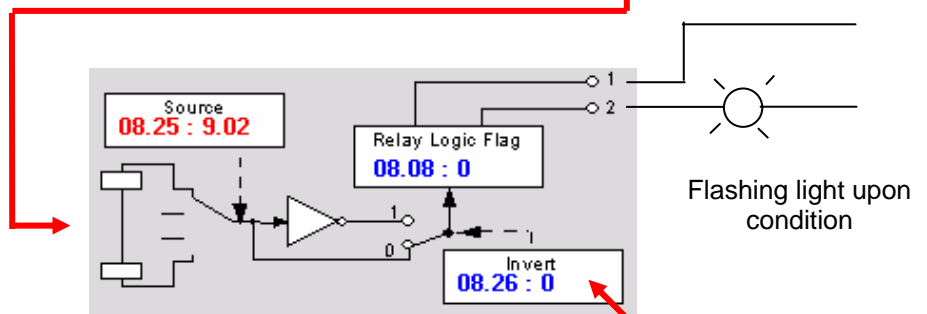 1
2
Source
08.25 : 9.02
Relay Logic Flag
08.08 : 0
1
0
Invert
08.26 : 0
Flashing light upon
condition